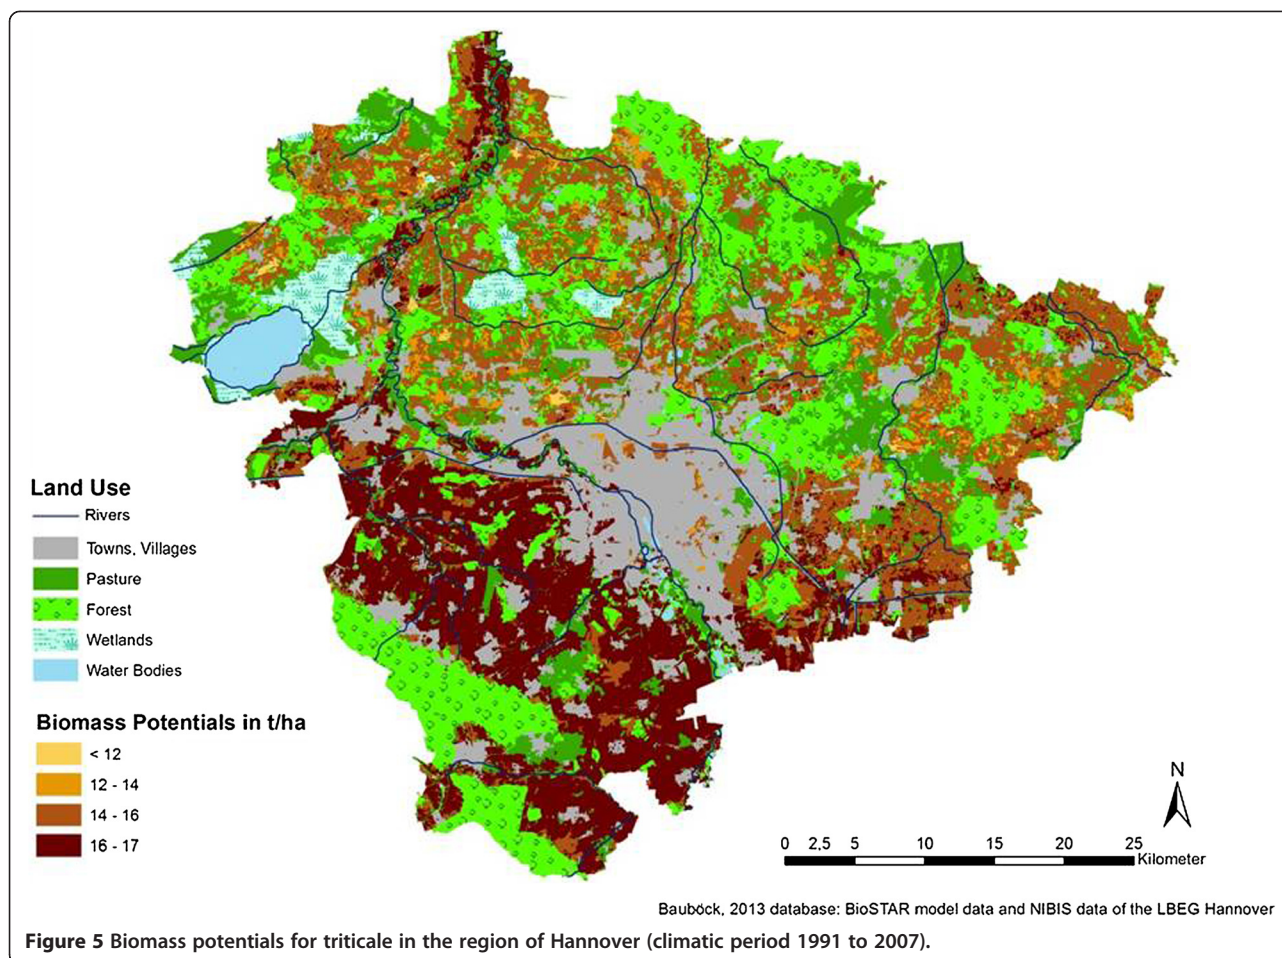 Land Use
Rivers
Towns, Villages
Pasture
Forest
Wetlands
Water Bodies
Biomass Potentials in t/ha
< 12
12 - 14
14 - 16
16 - 17
N
0 2,5 5 10 15 20 25
Kilometer
Bauböck, 2013 database: BioSTAR model data and NIBIS data of the LBEG Hannover
Figure 5 Biomass potentials for triticale in the region of Hannover (climatic period 1991 to 2007).